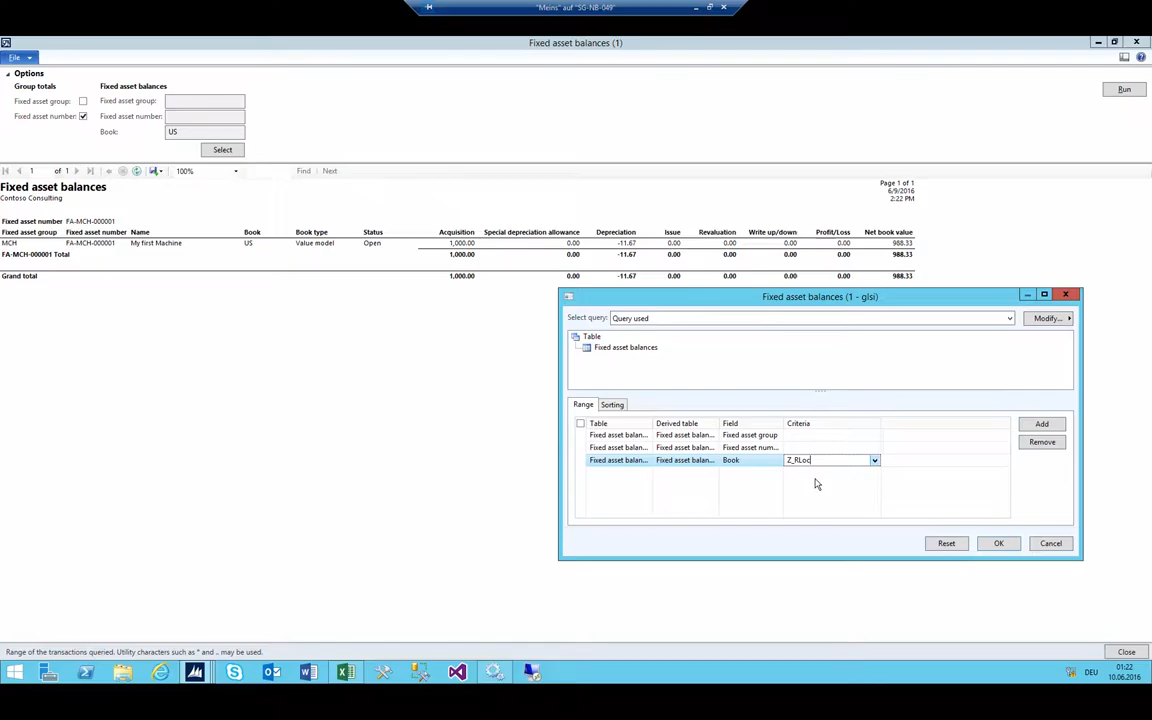 "Meins" auf "SG-NB-049"
Fixed asset balances (1)
File
Options
Group totals Fixed asset balances
Fixed asset group: Fixed asset group:
Run
Fixed asset number: Fixed asset number:
Book: US
Select
1 of 1 100% Find | Next
Fixed asset balances
Contoso Consulting
Page 1 of 1
6/9/2016
2:22 PM
Fixed asset number FA-MCH-000001
Fixed asset group Fixed asset number Name Book Book type Status Acquisition Special depreciation allowance Depreciation Issue Revaluation Write up/down Profit/Loss Net book value
MCH FA-MCH-000001 My first Machine US Value model Open 1,000.00 0.00 -11.67 0.00 0.00 0.00 0.00 988.33
FA-MCH-000001 Total 1,000.00 0.00 -11.67 0.00 0.00 0.00 0.00 988.33
Grand total 1,000.00 0.00 -11.67 0.00 0.00 0.00 0.00 988.33
Fixed asset balances (1 - glsi)
Select query: Query used Modify...
Table
Fixed asset balances
Range Sorting
Table Derived table Field Criteria Add
Fixed asset balan... Fixed asset balan... Fixed asset group
Fixed asset balan... Fixed asset balan... Fixed asset num... Remove
Fixed asset balan... Fixed asset balan... Book Z_RLoc
Reset OK Cancel
Range of the transactions queried. Utility characters such as * and .. may be used.
Close
DEU 01:22
10.06.2016